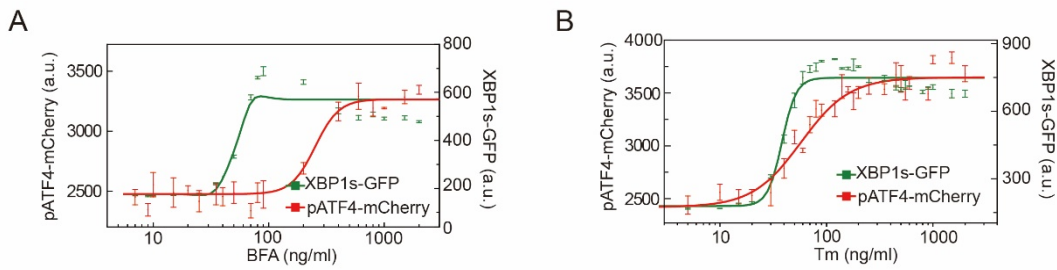 A
pATF4-mCherry (a.u.)
3500
3000
2500
800
600
400
200
0
XBP1s-GFP (a.u.)
XBP1s-GFP
pATF4-mCherry
10
100
1000
BFA (ng/ml)
B
pATF4-mCherry (a.u.)
4000
3500
3000
2500
900
600
300
XBP1s-GFP (a.u.)
XBP1s-GFP
pATF4-mCherry
10
100
1000
Tm (ng/ml)